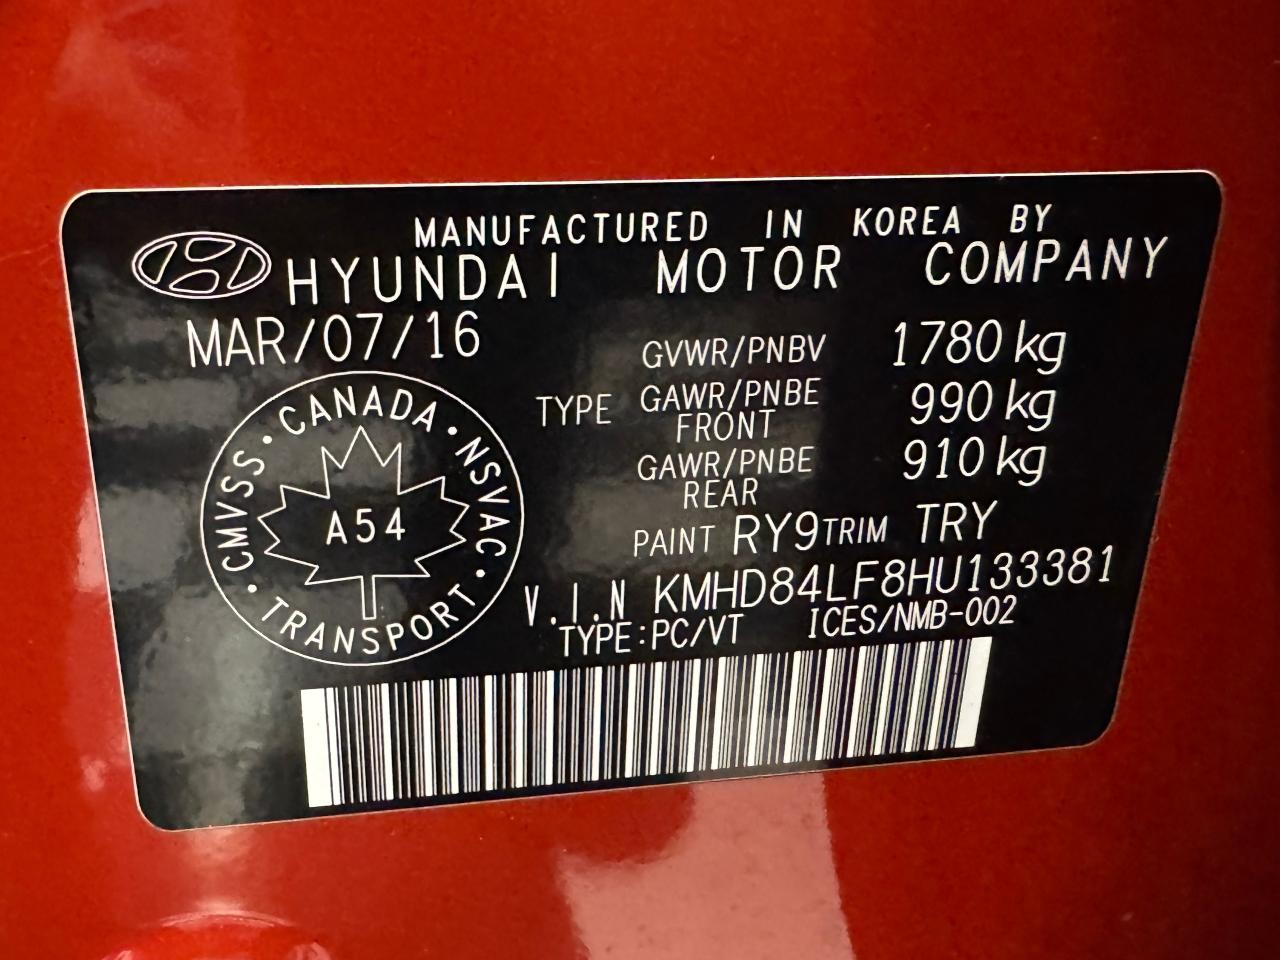 MANUFACTURED IN KOREA BY
HYUNDAI MOTOR COMPANY
MAR/07/16
GVWR/PNBV 1780 kg
TYPE GAWR/PNBE FRONT 990 kg
GAWR/PNBE REAR 910 kg
PAINT RY9 TRIM TRY
V.I.N KMHD84LF8HU133381
TYPE:PC/VT ICES/NMB-002
CANADA · NSVAC · TRANSPORT · CMVSS ·
A54